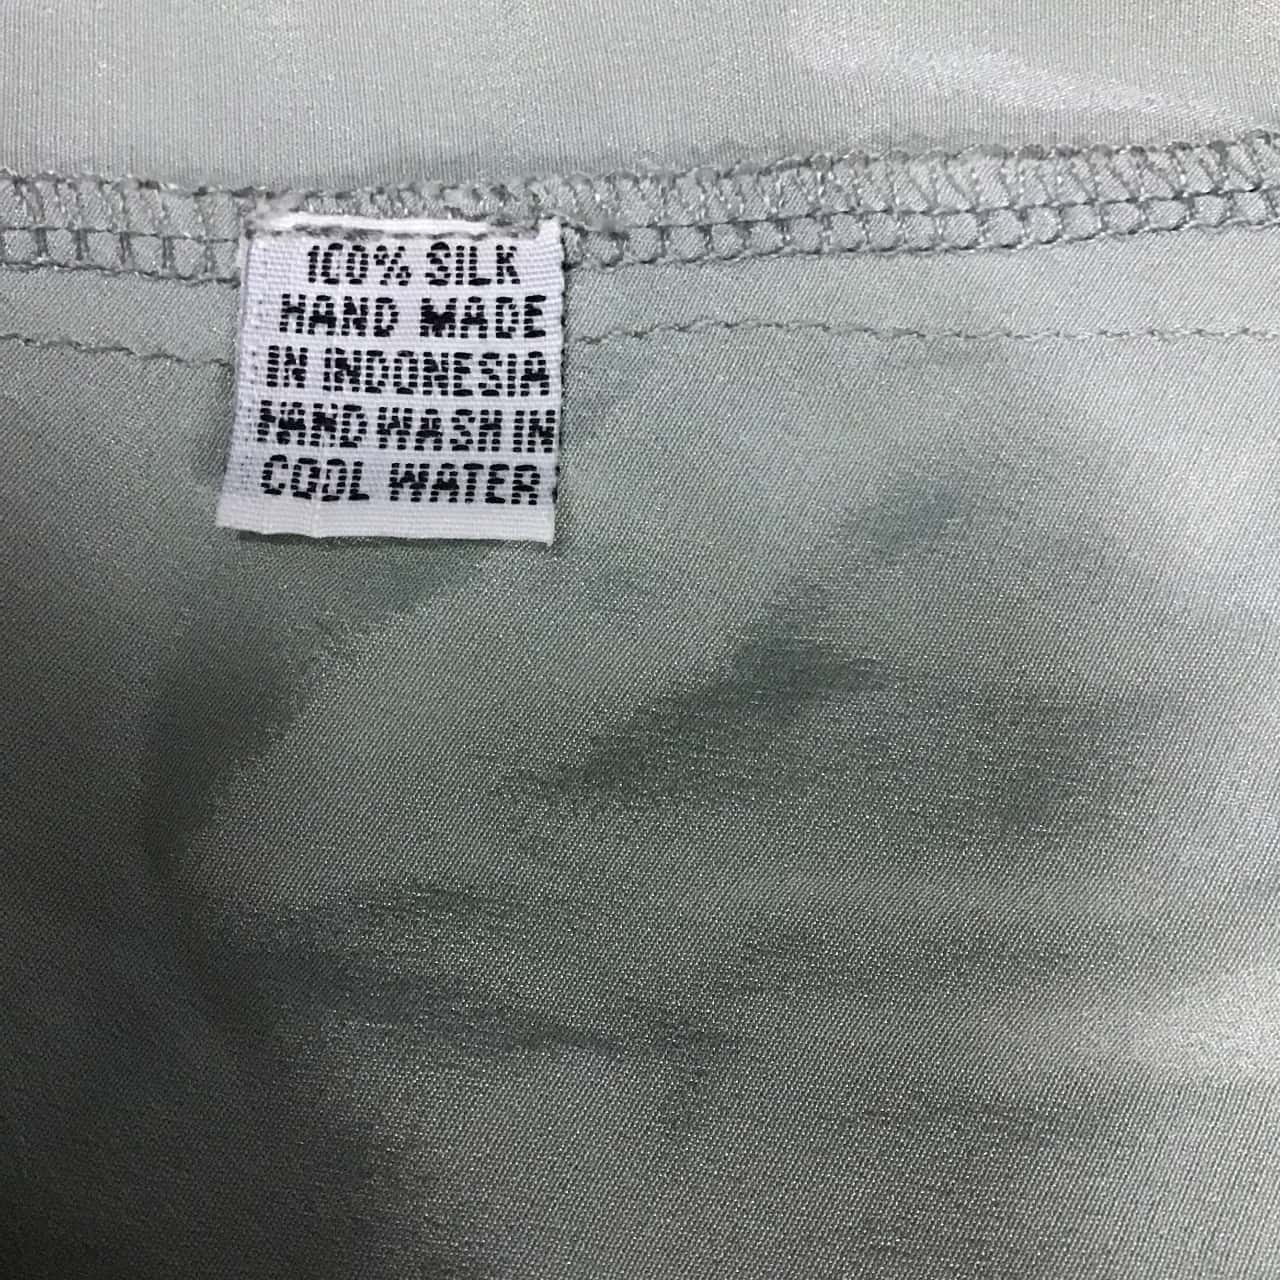 100% SILK
HAND MADE
IN INDONESIA
HAND WASH IN
COOL WATER